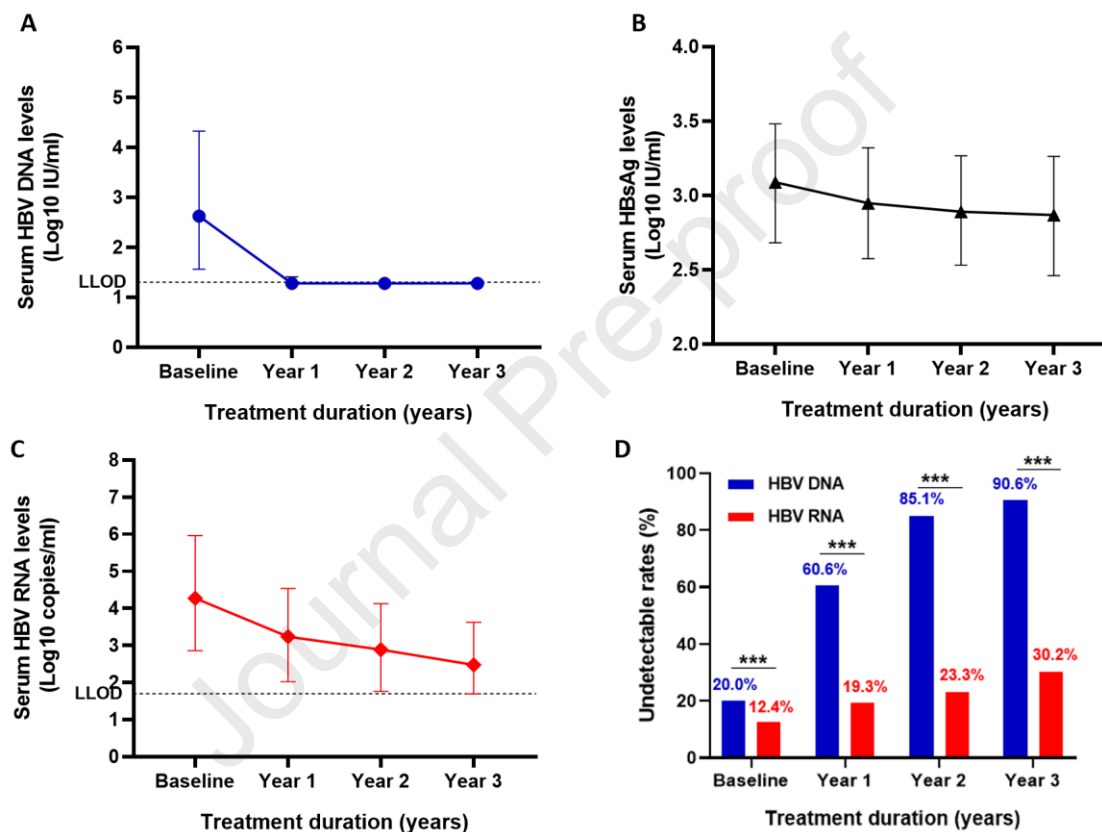 A
Serum HBV DNA levels
(Log10 IU/ml)
6
5
4
3
2
LLOD
1
0
Baseline Year 1 Year 2 Year 3
Treatment duration (years)
B
Serum HBsAg levels
(Log10 IU/ml)
4.0
3.5
3.0
2.5
2.0
Baseline Year 1 Year 2 Year 3
Treatment duration (years)
C
Serum HBV RNA levels
(Log10 copies/ml)
8
7
6
5
4
3
2
LLOD
1
0
Baseline Year 1 Year 2 Year 3
Treatment duration (years)
D
Undetectable rates (%)
100
80
60
40
20
0
HBV DNA
HBV RNA
***
20.0%
12.4%
***
60.6%
19.3%
***
85.1%
23.3%
***
90.6%
30.2%
Baseline Year 1 Year 2 Year 3
Treatment duration (years)
Journal Pre-proof